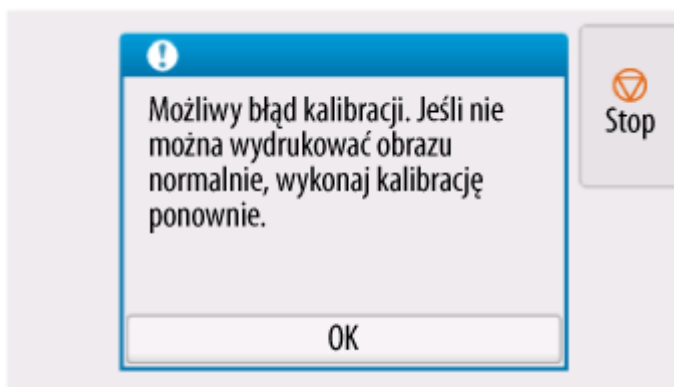 Możliwy błąd kalibracji. Jeśli nie
można wydrukować obrazu
normalnie, wykonaj kalibrację
ponownie.
OK
Stop